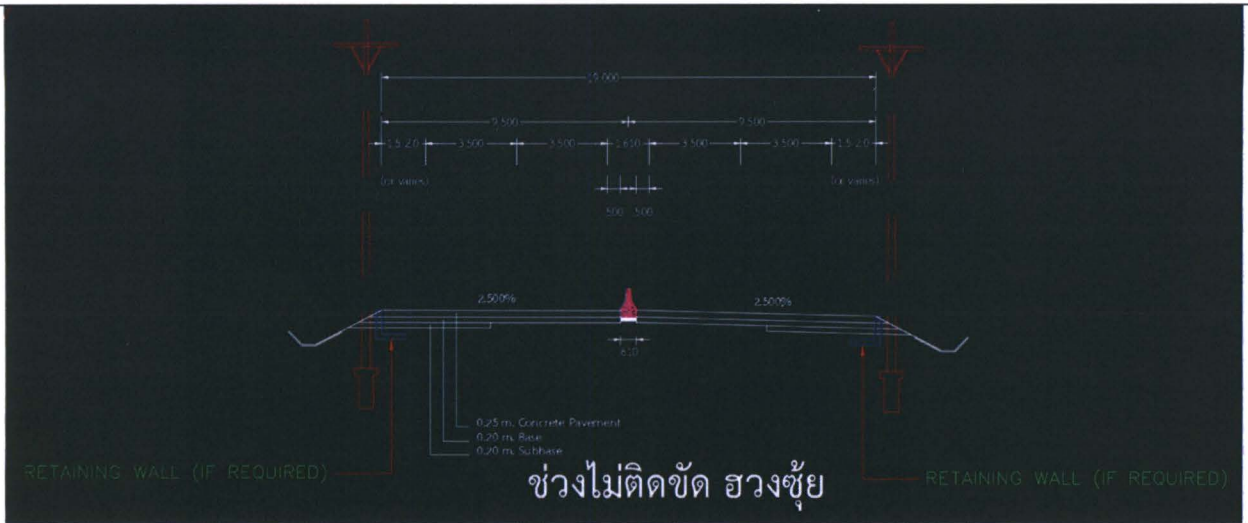 19.000
9.500 9.500
1.5-2.0 3.500 3.500 1.610 3.500 3.500 1.5-2.0
(or varies) (or varies)
.500 .500
2.500% 2.500%
.610
0.25 m. Concrete Pavement
0.20 m. Base
0.20 m. Subbase
RETAINING WALL (IF REQUIRED) RETAINING WALL (IF REQUIRED)
ช่วงไม่ติดขัด ฮวงซุ้ย